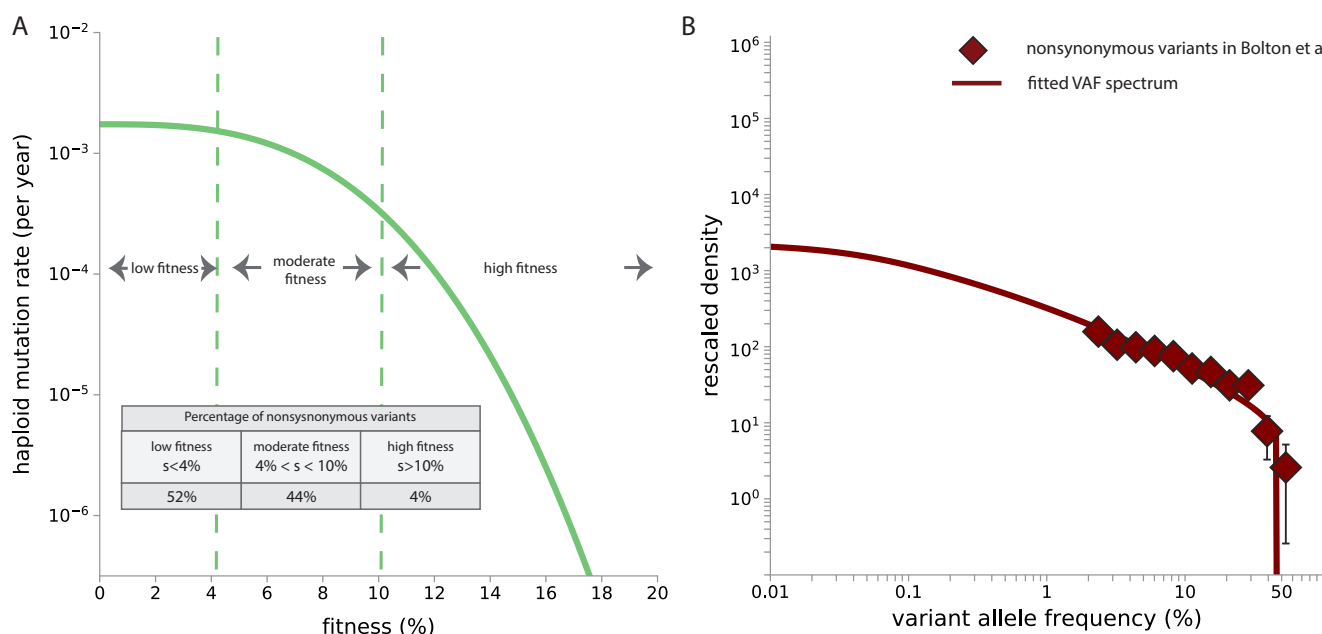 A
haploid mutation rate (per year)
10⁻²
10⁻³
10⁻⁴
10⁻⁵
10⁻⁶
low fitness
moderate
fitness
high fitness
Percentage of nonsysnonymous variants
low fitness
s<4%
moderate fitness
4% < s < 10%
high fitness
s>10%
52%
44%
4%
0 2 4 6 8 10 12 14 16 18 20
fitness (%)
B
nonsynonymous variants in Bolton et a
fitted VAF spectrum
rescaled density
10⁶
10⁵
10⁴
10³
10²
10¹
10⁰
0.01 0.1 1 10 50
variant allele frequency (%)